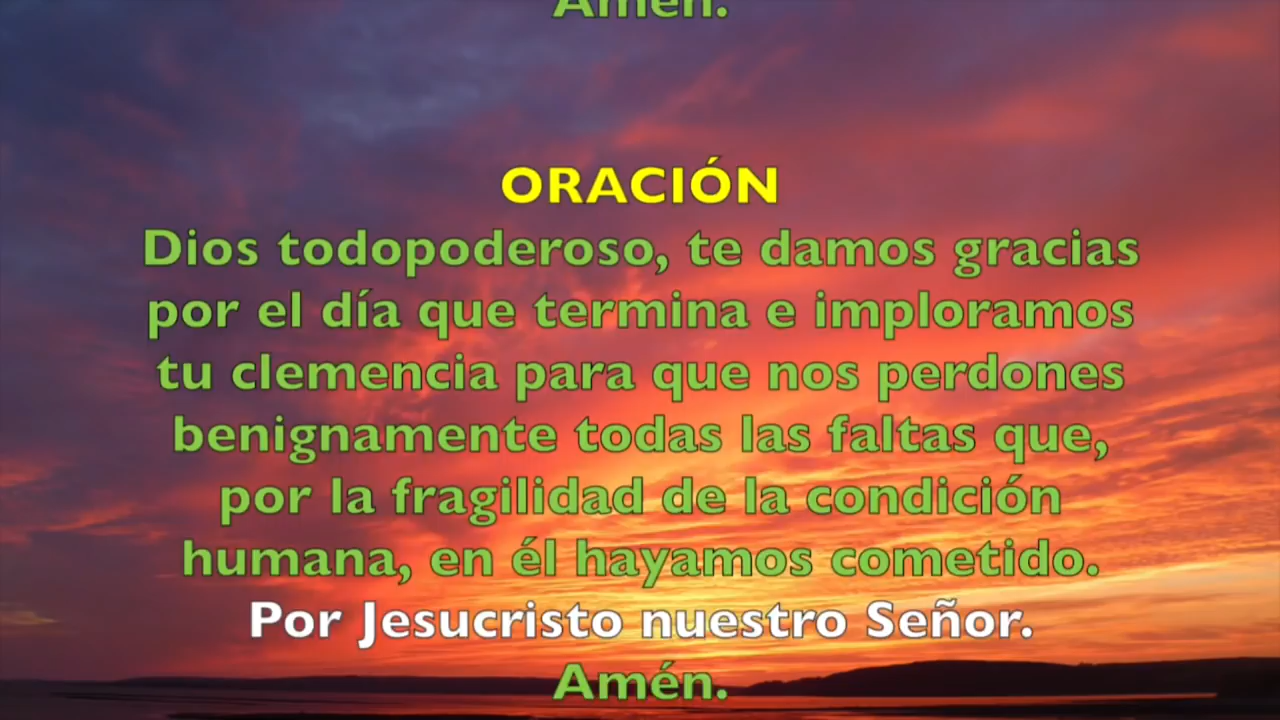 Amén.
ORACIÓN
Dios todopoderoso, te damos gracias
por el día que termina e imploramos
tu clemencia para que nos perdones
benignamente todas las faltas que,
por la fragilidad de la condición
humana, en él hayamos cometido.
Por Jesucristo nuestro Señor.
Amén.